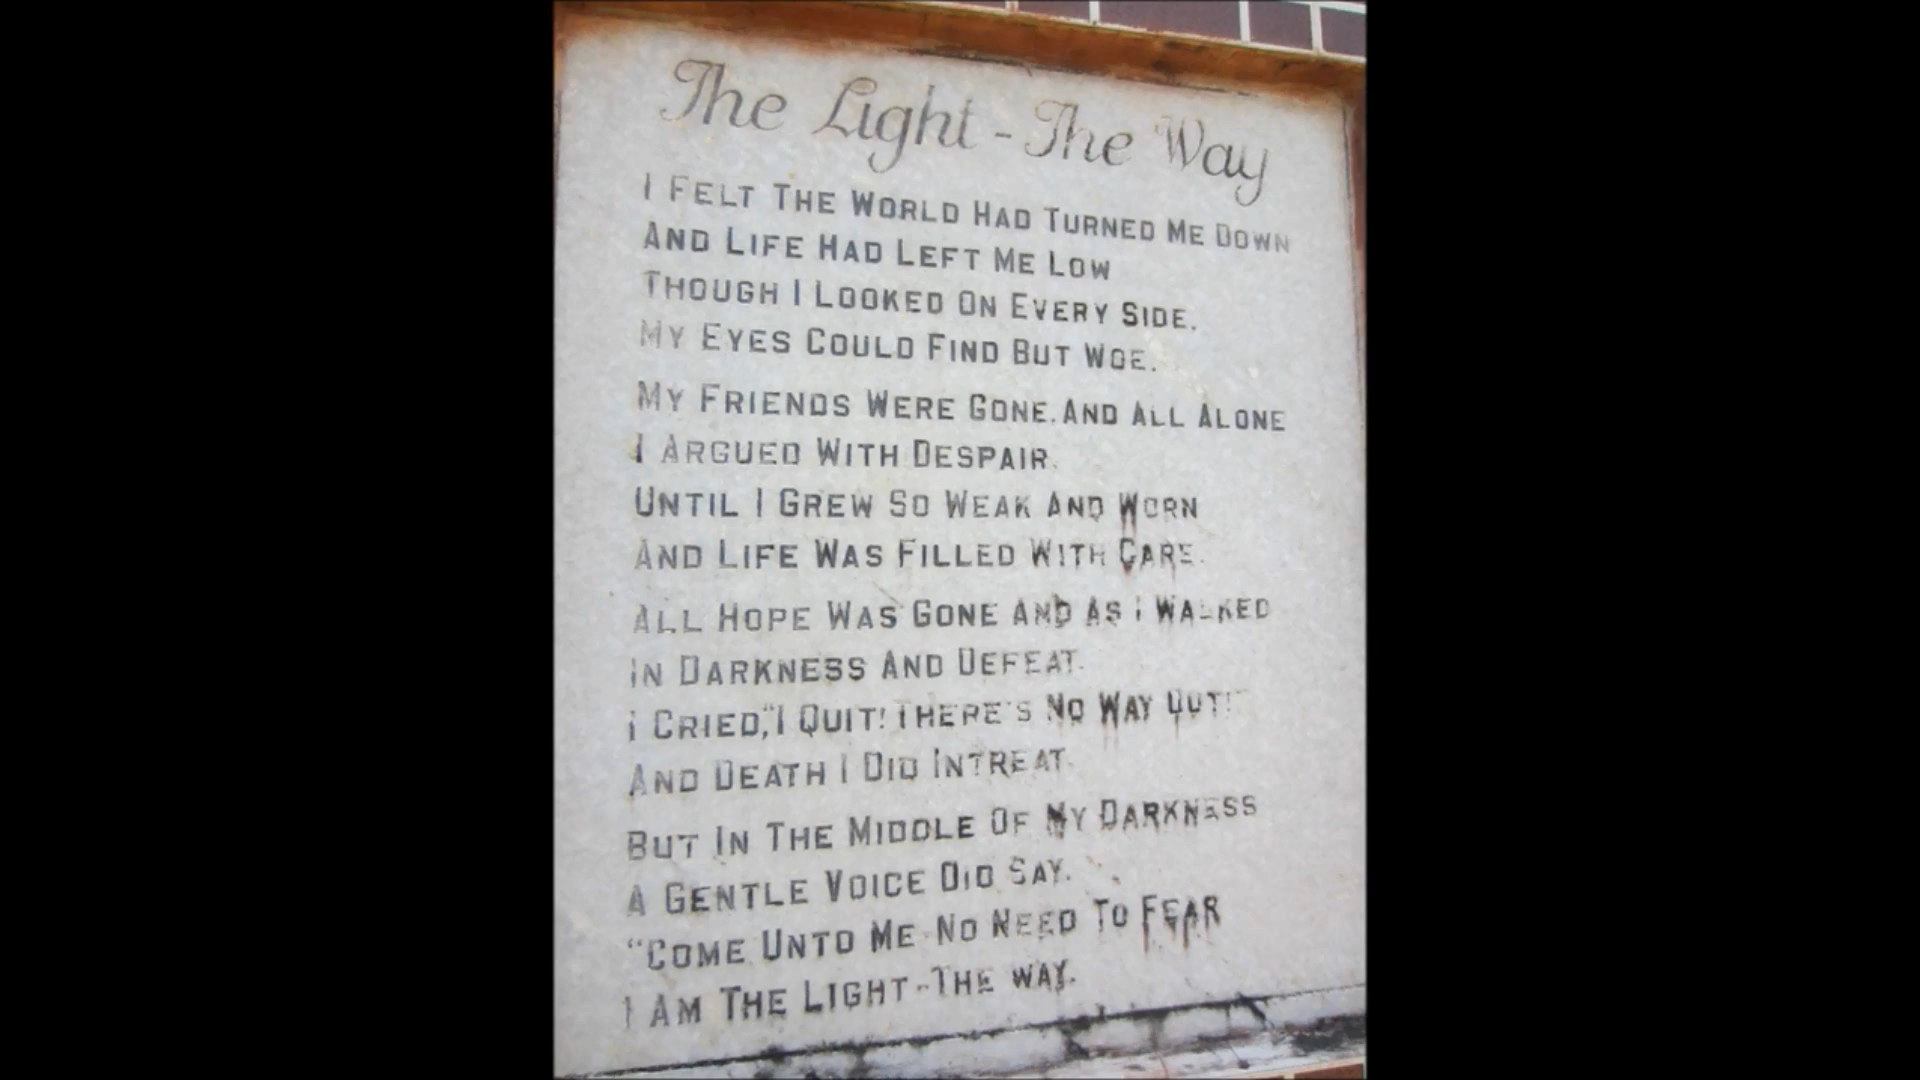 The Light - The Way
I FELT THE WORLD HAD TURNED ME DOWN
AND LIFE HAD LEFT ME LOW
THOUGH I LOOKED ON EVERY SIDE.
MY EYES COULD FIND BUT WOE.
MY FRIENDS WERE GONE. AND ALL ALONE
I ARGUED WITH DESPAIR.
UNTIL I GREW SO WEAK AND WORN
AND LIFE WAS FILLED WITH CARE.
ALL HOPE WAS GONE AND AS I WALKED
IN DARKNESS AND DEFEAT.
I CRIED,"I QUIT! THERE'S NO WAY OUT!"
AND DEATH I DID INTREAT.
BUT IN THE MIDDLE OF MY DARKNESS
A GENTLE VOICE DID SAY.
"COME UNTO ME-NO NEED TO FEAR
I AM THE LIGHT-THE WAY.